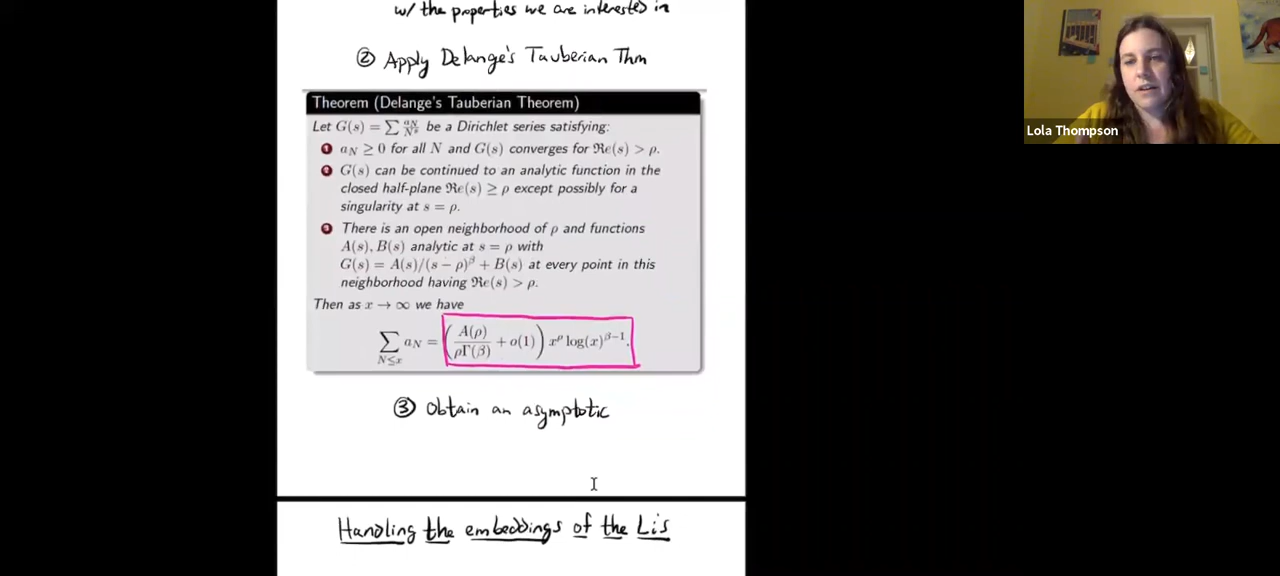 w/ the properties we are interested in
② Apply Delange's Tauberian Thm
Theorem (Delange's Tauberian Theorem)
Let G(s) = ∑ a_N/N^s be a Dirichlet series satisfying:
1 a_N ≥ 0 for all N and G(s) converges for ℜe(s) > ρ.
2 G(s) can be continued to an analytic function in the
closed half-plane ℜe(s) ≥ ρ except possibly for a
singularity at s = ρ.
3 There is an open neighborhood of ρ and functions
A(s), B(s) analytic at s = ρ with
G(s) = A(s)/(s − ρ)^β + B(s) at every point in this
neighborhood having ℜe(s) > ρ.
Then as x → ∞ we have
∑_{N≤x} a_N = (A(ρ)/(ρΓ(β)) + o(1)) x^ρ log(x)^{β−1}.
③ Obtain an asymptotic
Handling the embeddings of the Lis
Lola Thompson